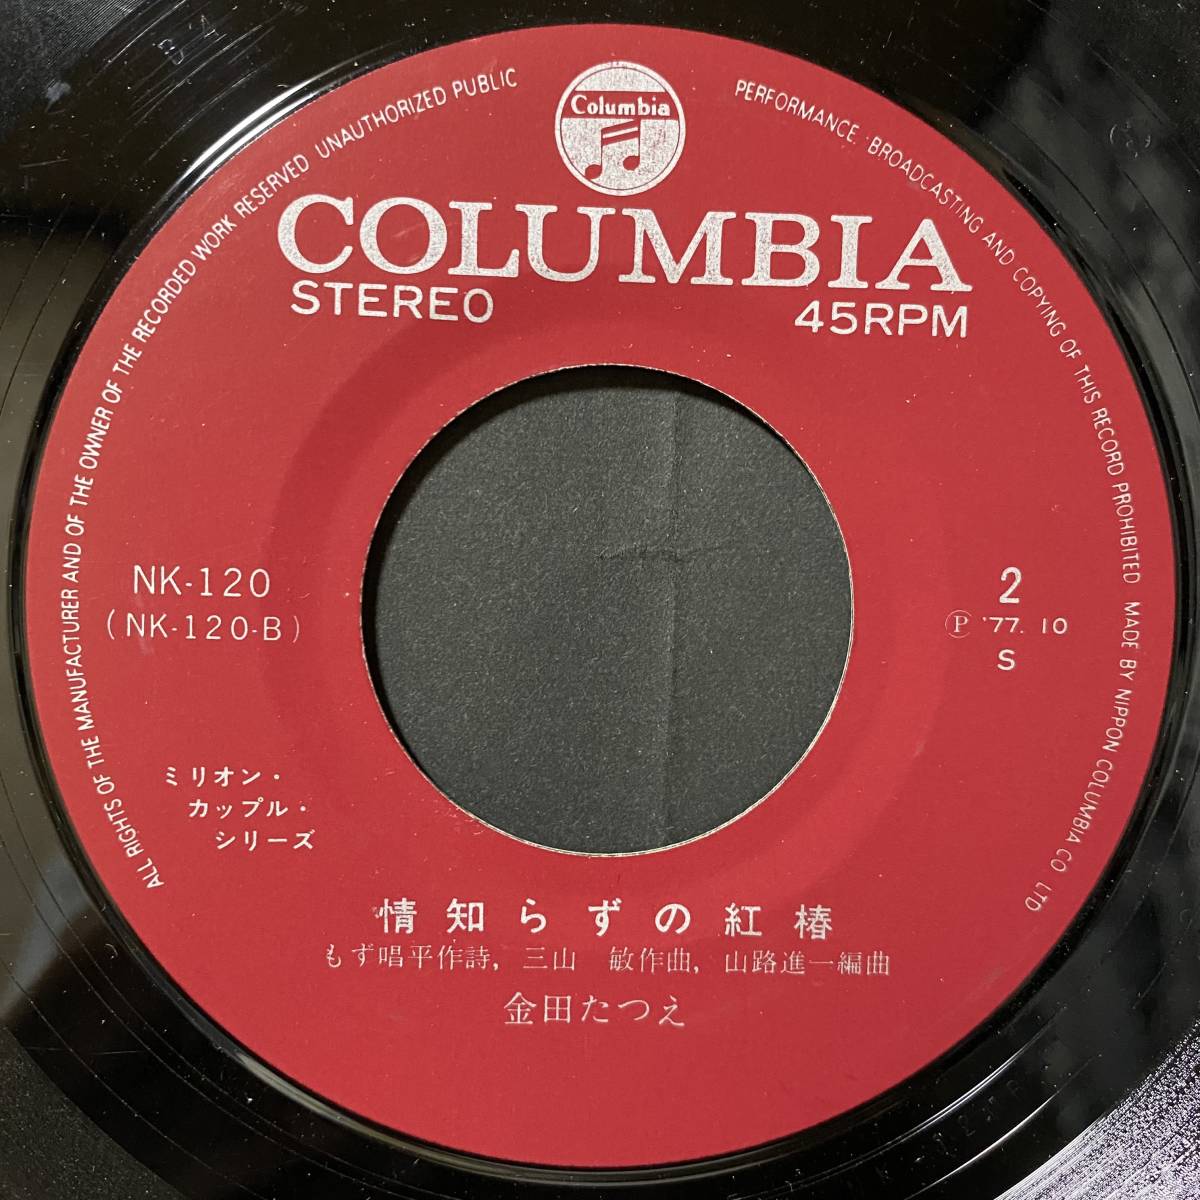 ALL RIGHTS OF THE MANUFACTURER AND OF THE OWNER OF THE RECORDED WORK RESERVED UNAUTHORIZED PUBLIC
PERFORMANCE. BROADCASTING AND COPYING OF THIS RECORD PROHIBITED MADE BY NIPPON COLUMBIA CO LTD
Columbia
COLUMBIA
STEREO 45RPM
NK-120
(NK-120-B)
2
Ⓟ '77. 10
S
ミリオン・
カップル・
シリーズ
情知らずの紅椿
もず唱平作詩, 三山 敏作曲, 山路進一編曲
金田たつえ